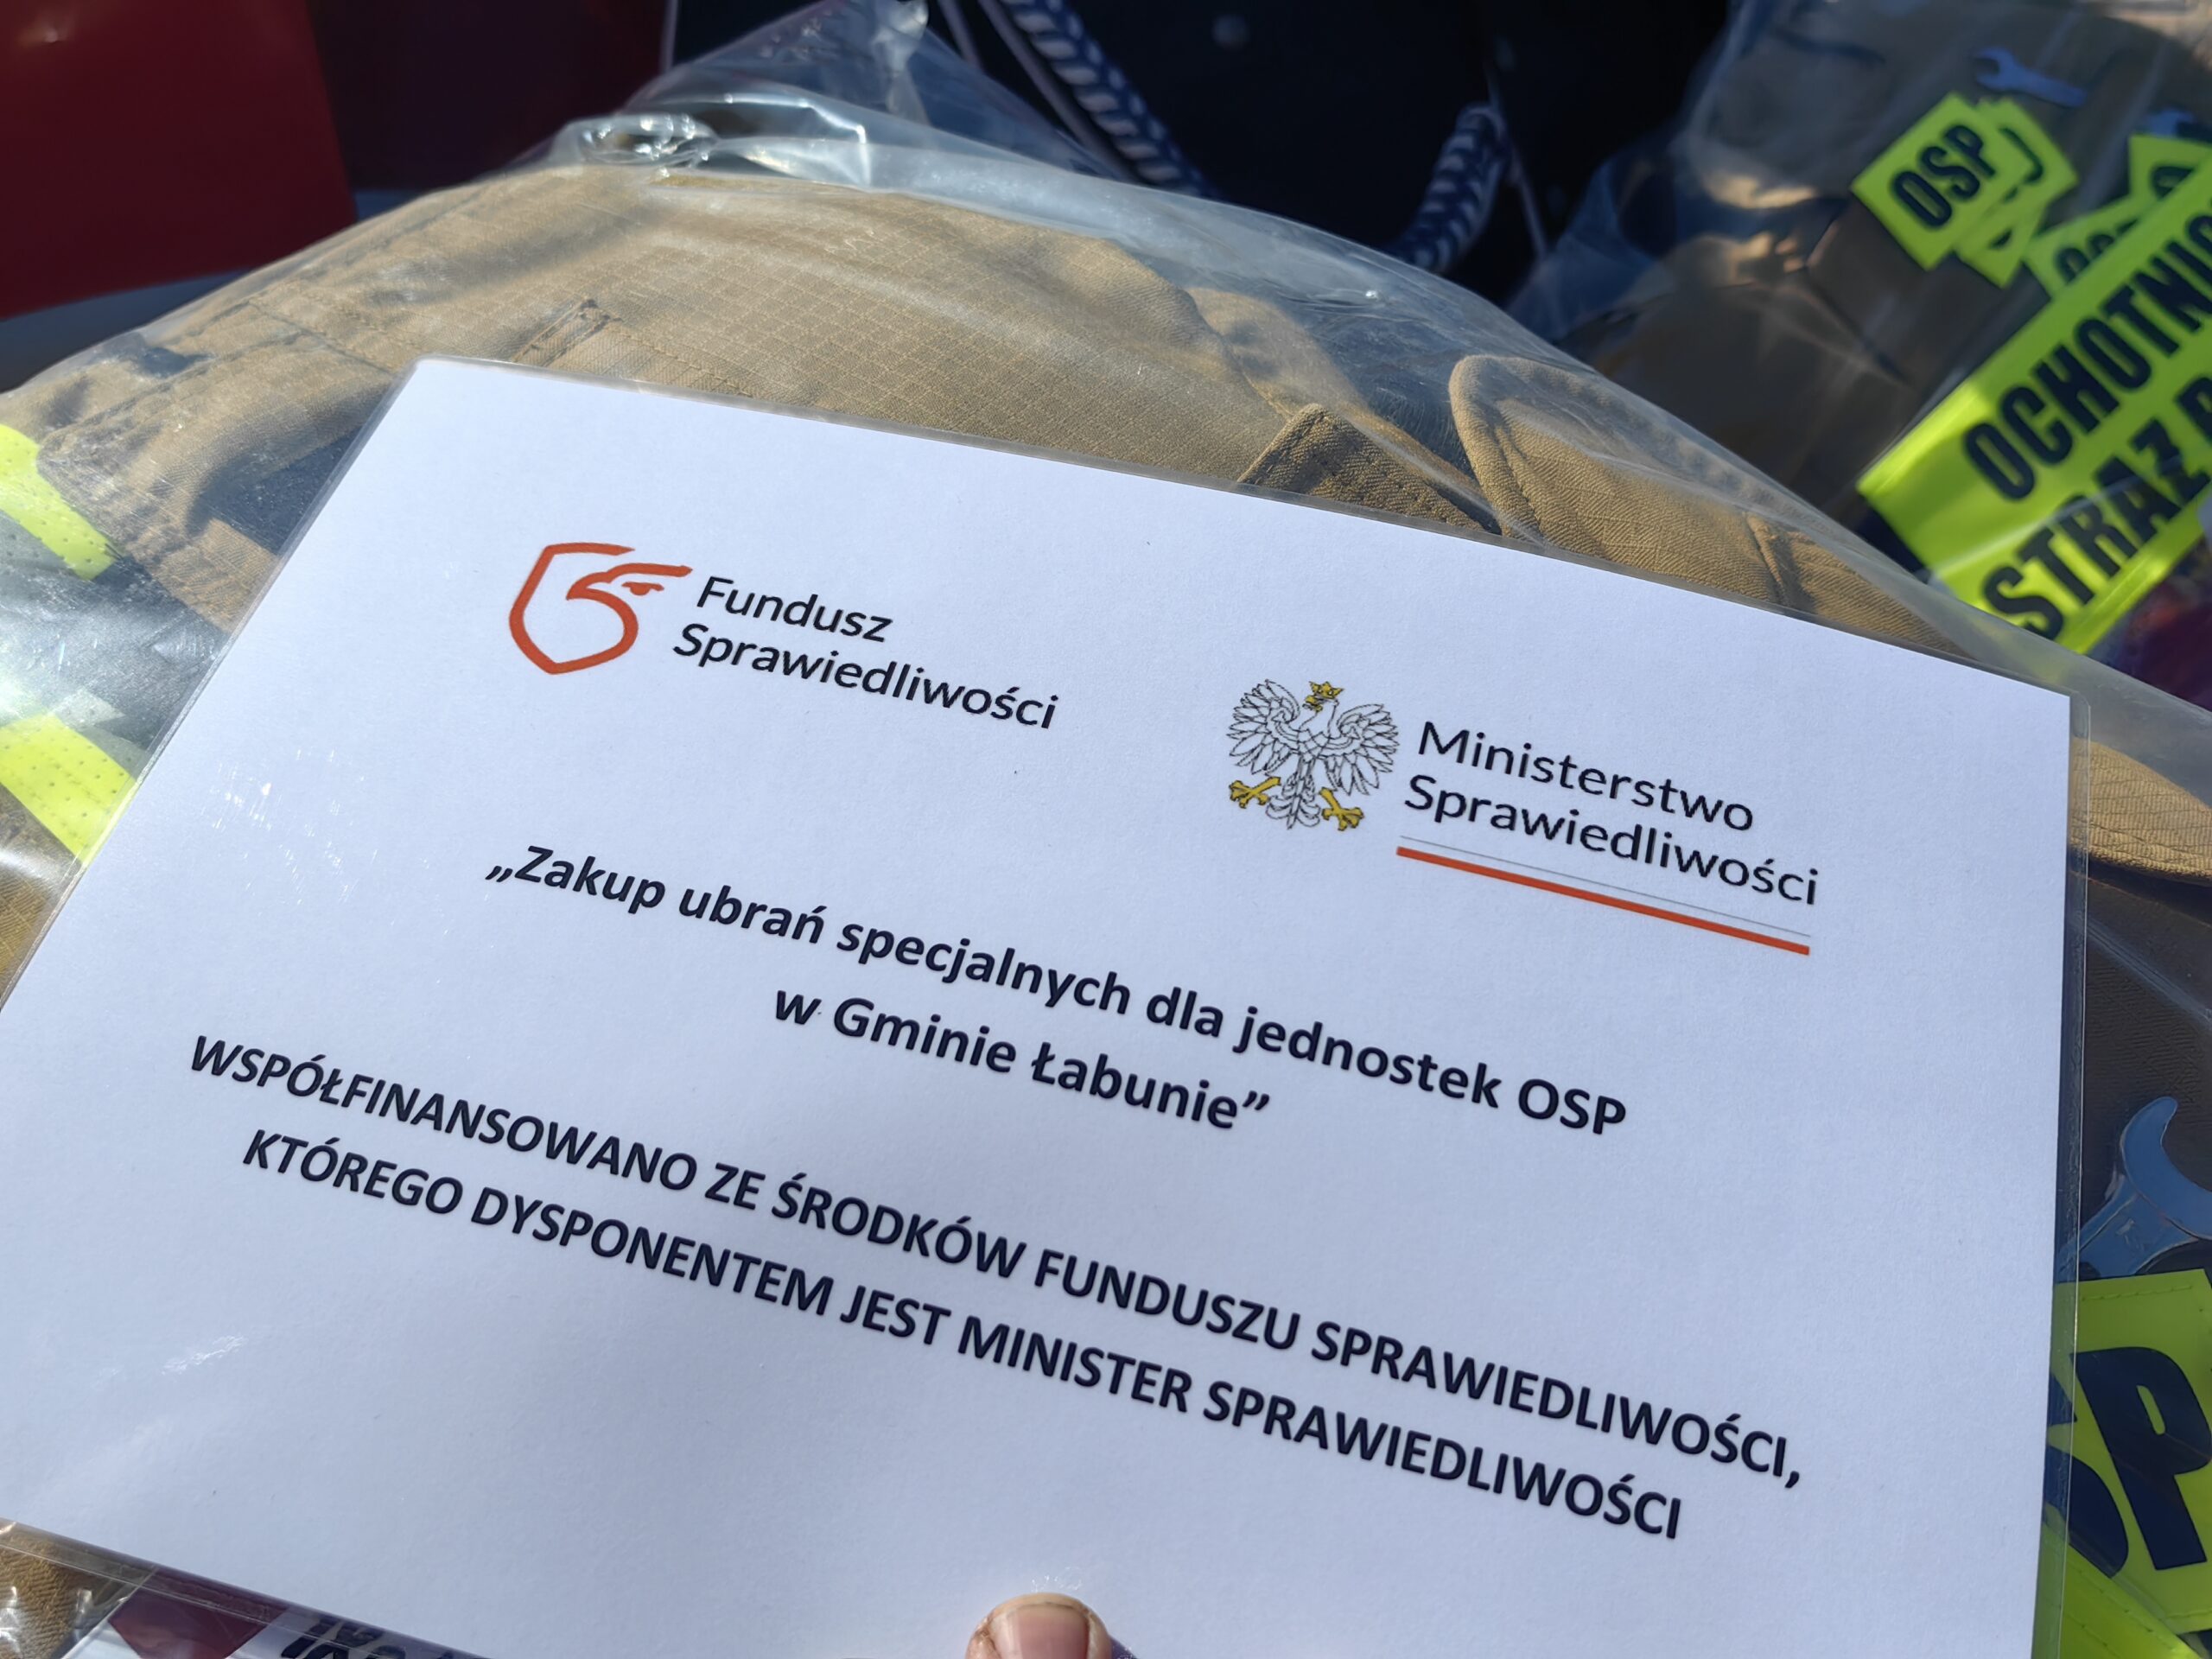 OSP
OCHOTNIC
STRAŻ P
Fundusz
Sprawiedliwości
Ministerstwo
Sprawiedliwości
„Zakup ubrań specjalnych dla jednostek OSP
w Gminie Łabunie”
WSPÓŁFINANSOWANO ZE ŚRODKÓW FUNDUSZU SPRAWIEDLIWOŚCI,
KTÓREGO DYSPONENTEM JEST MINISTER SPRAWIEDLIWOŚCI
SP